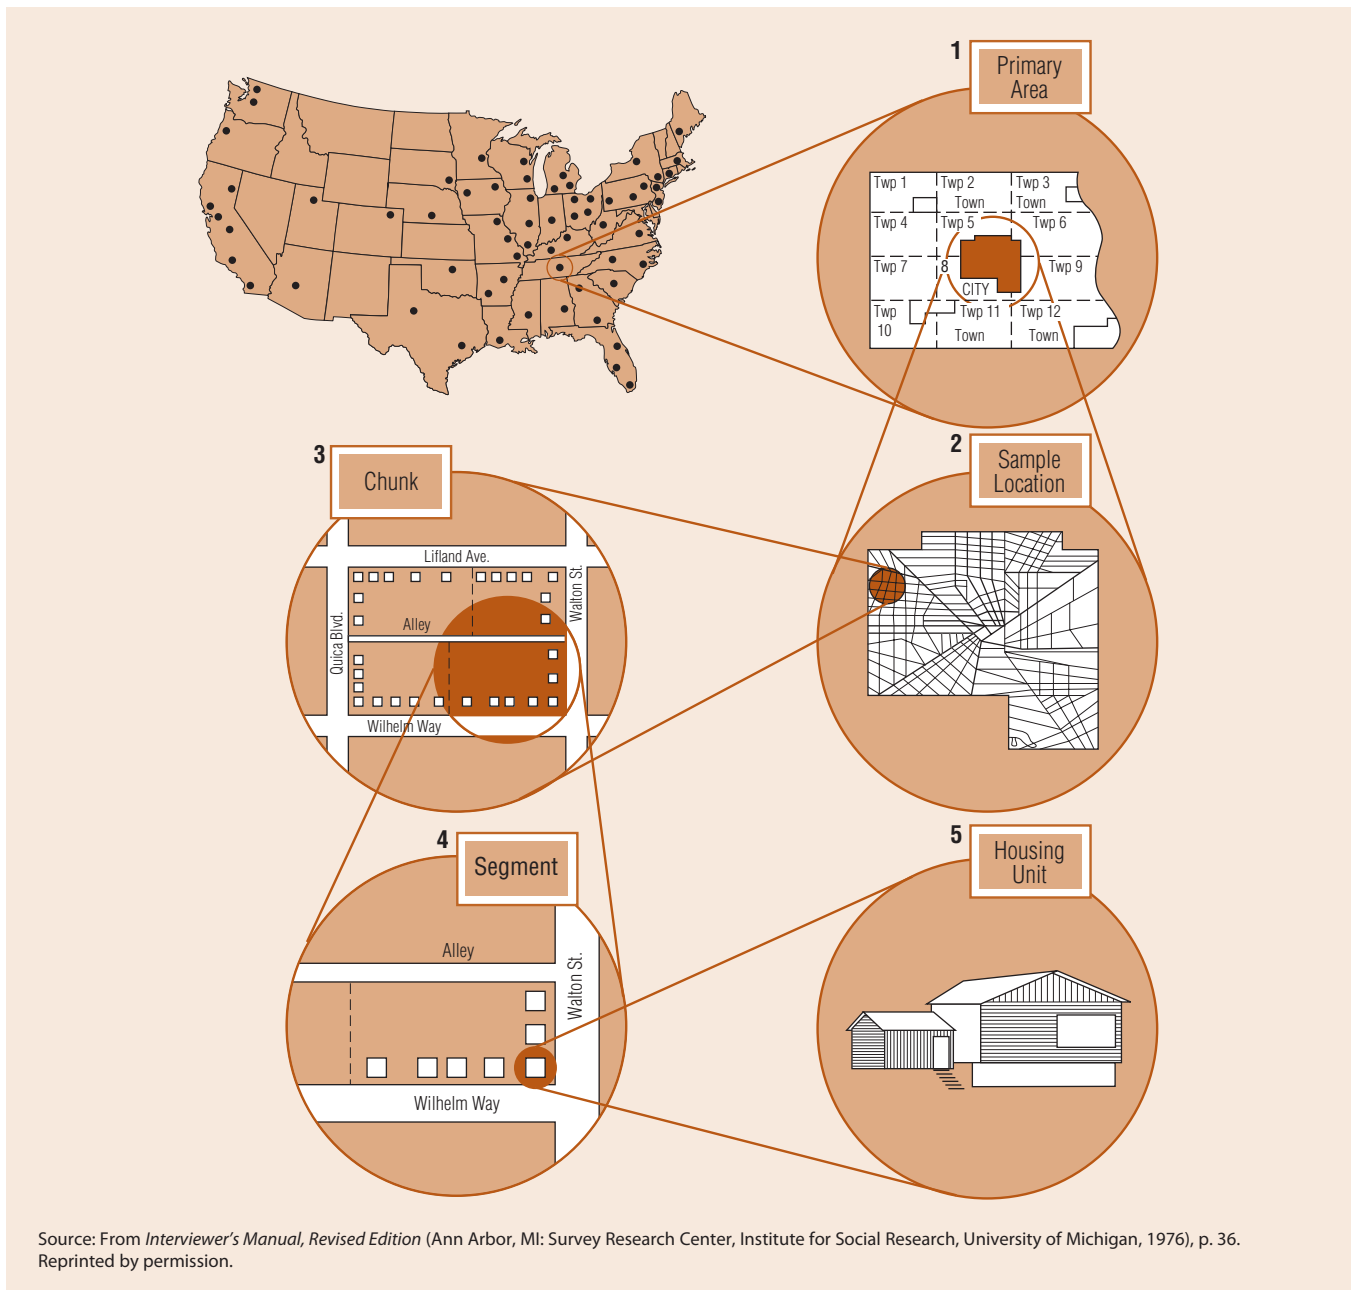 1
Primary
Area
Twp 1
Twp 2
Twp 3
Town
Town
Twp 4
Twp 5
Twp 6
Twp 7
8
Twp 9
CITY
Twp
10
Twp 11
Twp 12
Town
Town
2
Sample
Location
3
Chunk
Lifland Ave.
Walton St.
Quica Blvd.
Alley
Wilhelm Way
4
Segment
Alley
Walton St.
Wilhelm Way
5
Housing
Unit
Source: From Interviewer's Manual, Revised Edition (Ann Arbor, MI: Survey Research Center, Institute for Social Research, University of Michigan, 1976), p. 36.
Reprinted by permission.